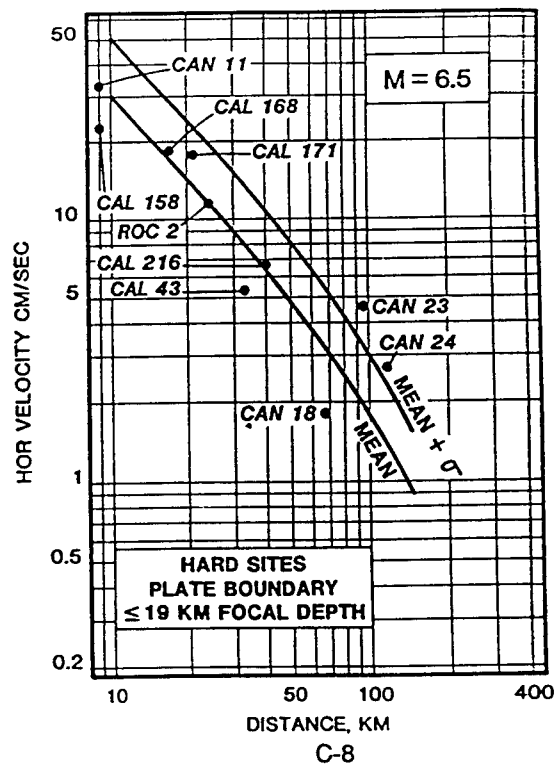 50
CAN 11
M = 6.5
CAL 168
CAL 171
CAL 158
10
ROC 2
CAL 216
5
CAL 43
CAN 23
CAN 24
CAN 18
MEAN
MEAN + σ
1
0.5
0.2
HOR VELOCITY CM/SEC
HARD SITES
PLATE BOUNDARY
≤ 19 KM FOCAL DEPTH
10 50 100 400
DISTANCE, KM
C-8